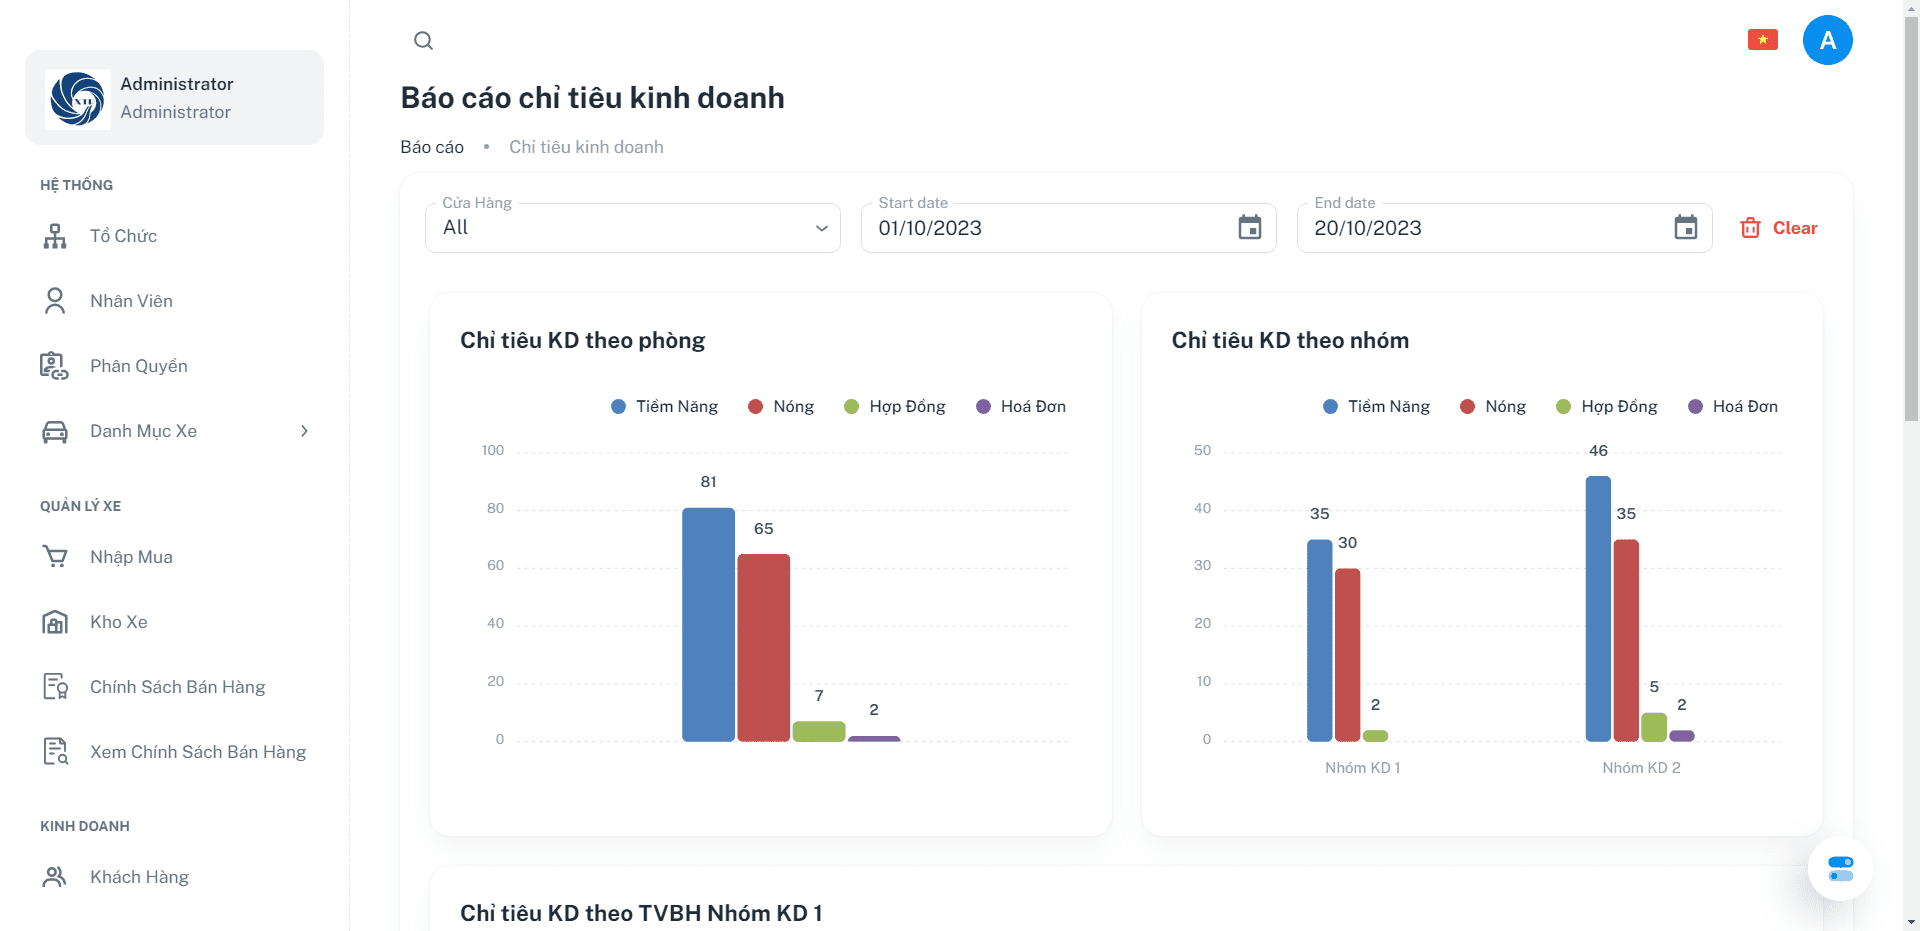 Administrator
Administrator
HỆ THỐNG
Tổ Chức
Nhân Viên
Phân Quyền
Danh Mục Xe
QUẢN LÝ XE
Nhập Mua
Kho Xe
Chính Sách Bán Hàng
Xem Chính Sách Bán Hàng
KINH DOANH
Khách Hàng
A
Báo cáo chỉ tiêu kinh doanh
Báo cáo • Chỉ tiêu kinh doanh
Cửa Hàng
All
Start date
01/10/2023
End date
20/10/2023
Clear
Chỉ tiêu KD theo phòng
Tiềm Năng Nóng Hợp Đồng Hoá Đơn
100
80
60
40
20
0
81
65
7
2
Chỉ tiêu KD theo nhóm
Tiềm Năng Nóng Hợp Đồng Hoá Đơn
50
40
30
20
10
0
35
30
2
46
35
5
2
Nhóm KD 1
Nhóm KD 2
Chỉ tiêu KD theo TVBH Nhóm KD 1